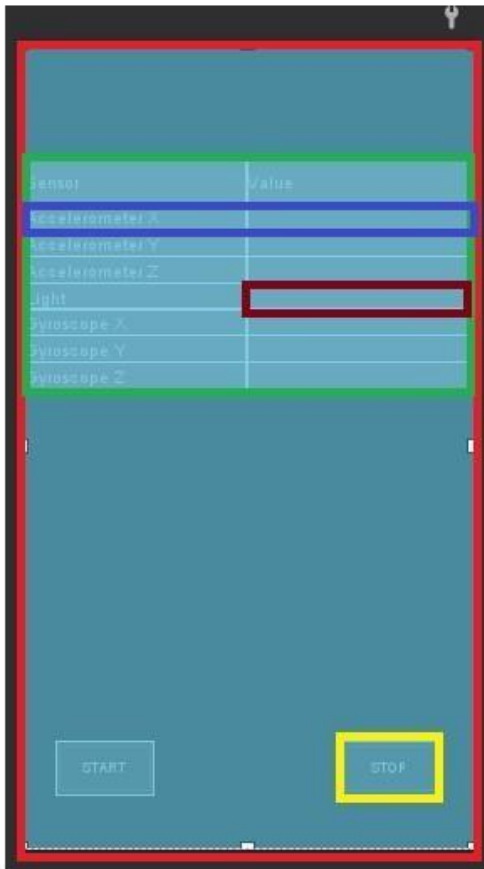 Sensor Value
Accelerometer X
Accelerometer Y
Accelerometer Z
Light
Gyroscope X
Gyroscope Y
Gyroscope Z
START STOP